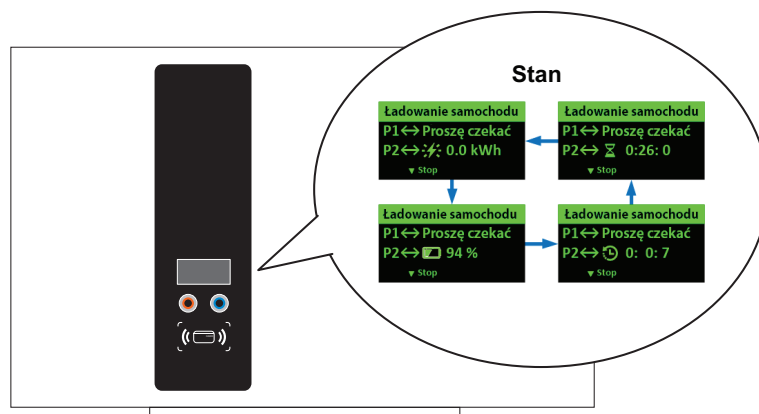 Stan
Ładowanie samochodu
P1↔ Proszę czekać
P2↔ 0.0 kWh
▼ Stop
Ładowanie samochodu
P1↔ Proszę czekać
P2↔ 0:26: 0
▼ Stop
Ładowanie samochodu
P1↔ Proszę czekać
P2↔ 94 %
▼ Stop
Ładowanie samochodu
P1↔ Proszę czekać
P2↔ 0: 0: 7
▼ Stop